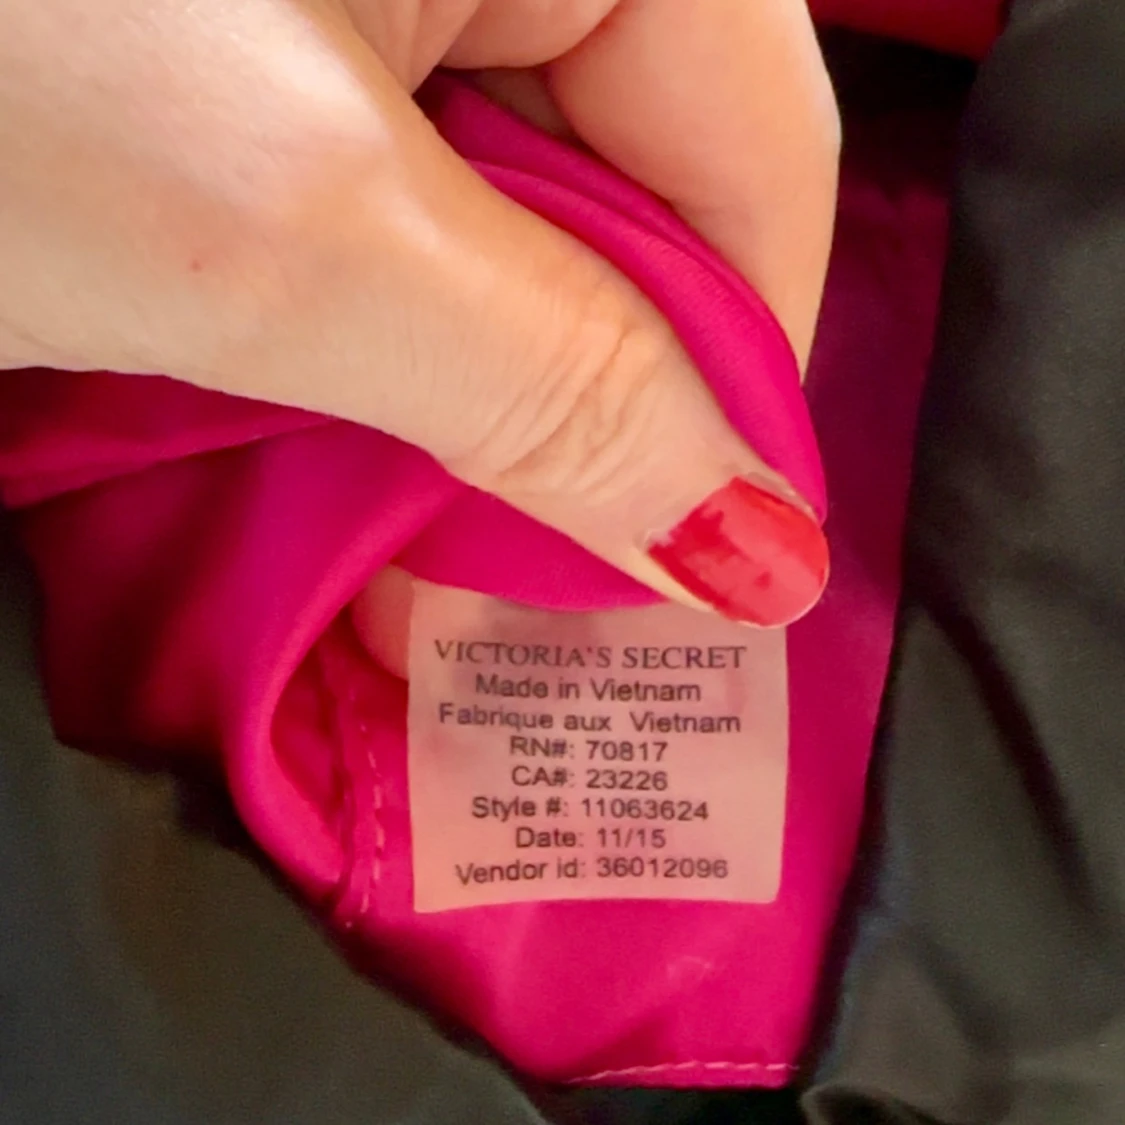 VICTORIA'S SECRET
Made in Vietnam
Fabrique aux Vietnam
RN#: 70817
CA#: 23226
Style #: 11063624
Date: 11/15
Vendor id: 36012096